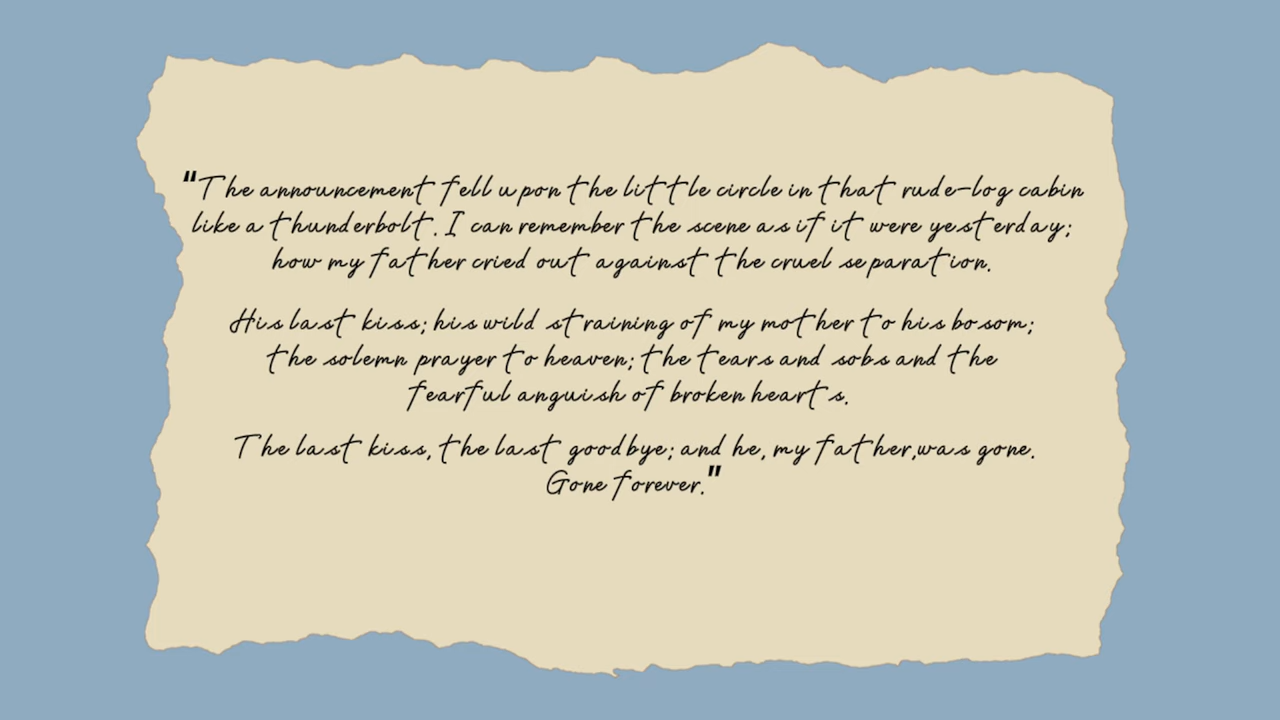 "The announcement fell upon the little circle in that rude-log cabin
like a thunderbolt. I can remember the scene as if it were yesterday;
how my father cried out against the cruel separation.
His last kiss; his wild straining of my mother to his bosom;
the solemn prayer to heaven; the tears and sobs and the
fearful anguish of broken hearts.
The last kiss, the last goodbye; and he, my father,was gone.
Gone forever."